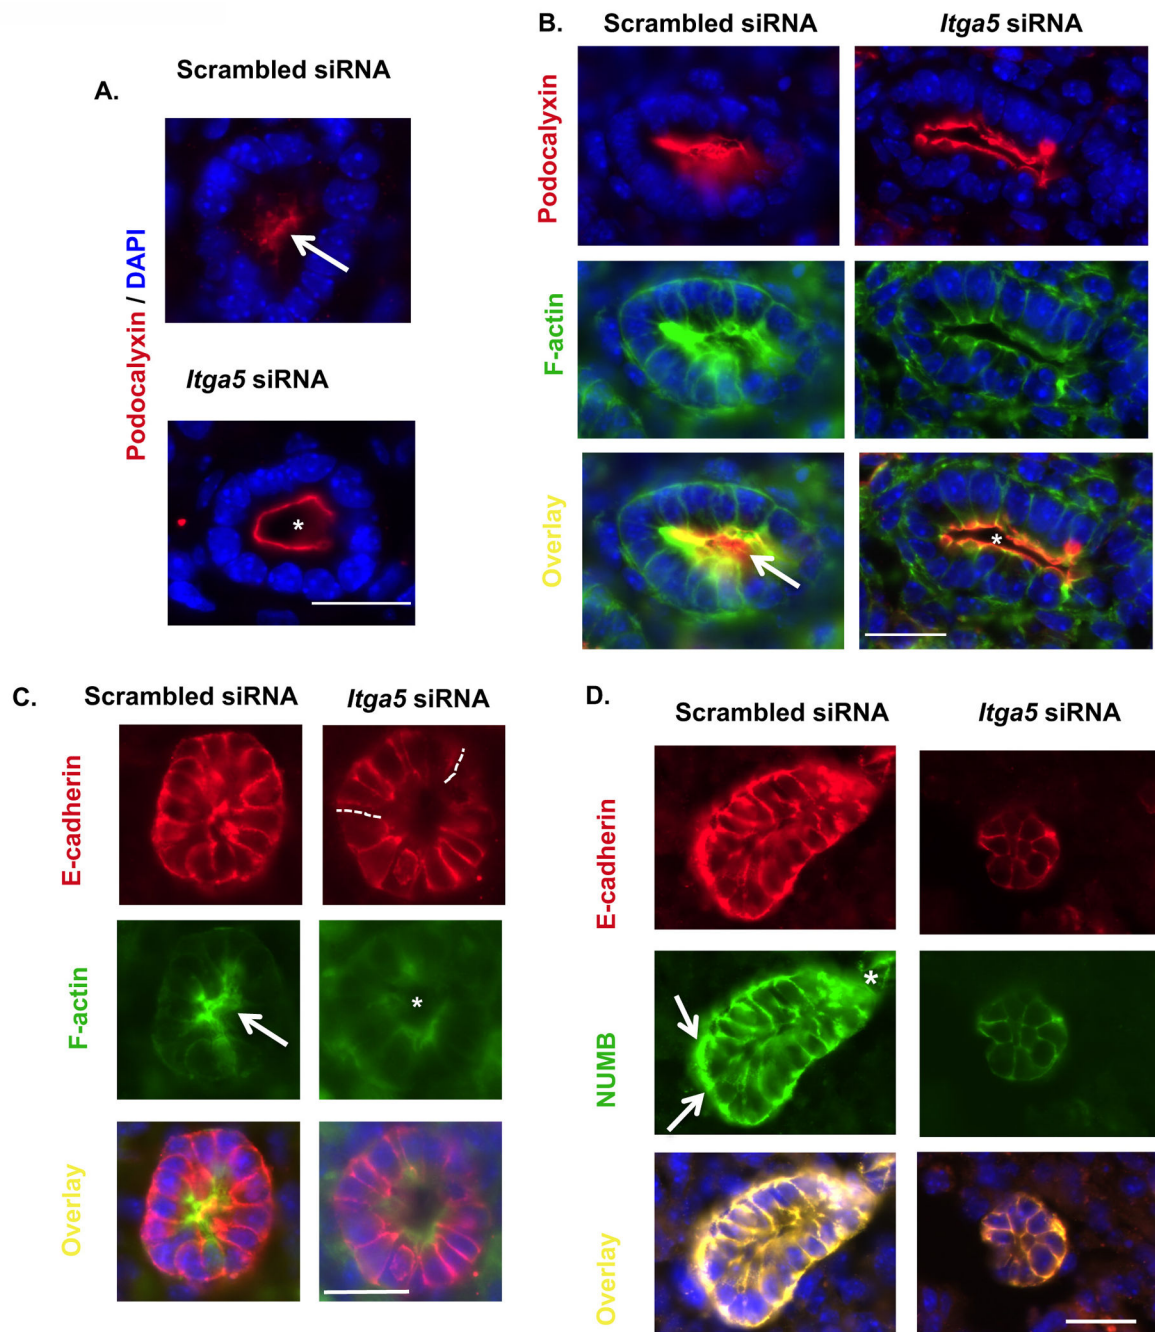 A.
Scrambled siRNA
Podocalyxin / DAPI
Itga5 siRNA
*
B.
Scrambled siRNA
Itga5 siRNA
Podocalyxin
F-actin
Overlay
*
C.
Scrambled siRNA
Itga5 siRNA
E-cadherin
F-actin
*
Overlay
D.
Scrambled siRNA
Itga5 siRNA
E-cadherin
NUMB
*
Overlay